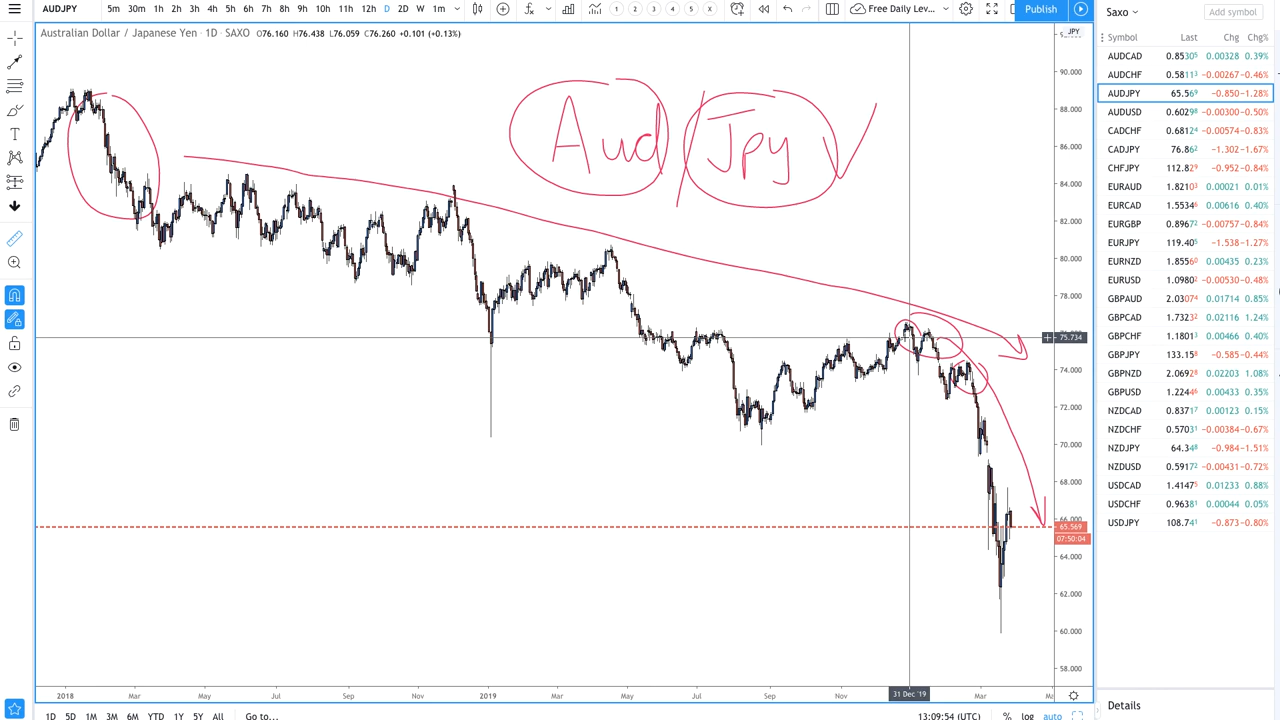 AUDJPY 5m 30m 1h 2h 3h 4h 5h 6h 7h 8h 9h 10h 11h 12h D 2D W 1m 1 2 3 4 5 x Free Daily Lev... Publish
Australian Dollar / Japanese Yen · 1D · SAXO O76.160 H76.438 L76.059 C76.260 +0.101 (+0.13%)
JPY
Aud / Jpy
90.000
88.000
86.000
84.000
82.000
80.000
78.000
75.734
74.000
72.000
70.000
68.000
66.000
65.569
07:50:04
64.000
62.000
60.000
58.000
2018 Mar May Jul Sep Nov 2019 Mar May Jul Sep Nov 31 Dec '19 Mar
1D 5D 1M 3M 6M YTD 1Y 5Y All Go to... 13:09:54 (UTC) % log auto
Saxo Add symbol
Symbol Last Chg Chg%
AUDCAD 0.85305 0.00328 0.39%
AUDCHF 0.58113 -0.00267 -0.46%
AUDJPY 65.569 -0.850 -1.28%
AUDUSD 0.60298 -0.00300 -0.50%
CADCHF 0.68124 -0.00574 -0.83%
CADJPY 76.862 -1.302 -1.67%
CHFJPY 112.829 -0.952 -0.84%
EURAUD 1.82103 0.00021 0.01%
EURCAD 1.55346 0.00616 0.40%
EURGBP 0.89672 -0.00757 -0.84%
EURJPY 119.405 -1.538 -1.27%
EURNZD 1.85560 0.00435 0.23%
EURUSD 1.09802 -0.00530 -0.48%
GBPAUD 2.03074 0.01714 0.85%
GBPCAD 1.73232 0.02116 1.24%
GBPCHF 1.18013 0.00466 0.40%
GBPJPY 133.158 -0.585 -0.44%
GBPNZD 2.06928 0.02203 1.08%
GBPUSD 1.22446 0.00433 0.35%
NZDCAD 0.83717 0.00123 0.15%
NZDCHF 0.57031 -0.00384 -0.67%
NZDJPY 64.348 -0.984 -1.51%
NZDUSD 0.59172 -0.00431 -0.72%
USDCAD 1.41475 0.01233 0.88%
USDCHF 0.96381 0.00044 0.05%
USDJPY 108.741 -0.873 -0.80%
Details